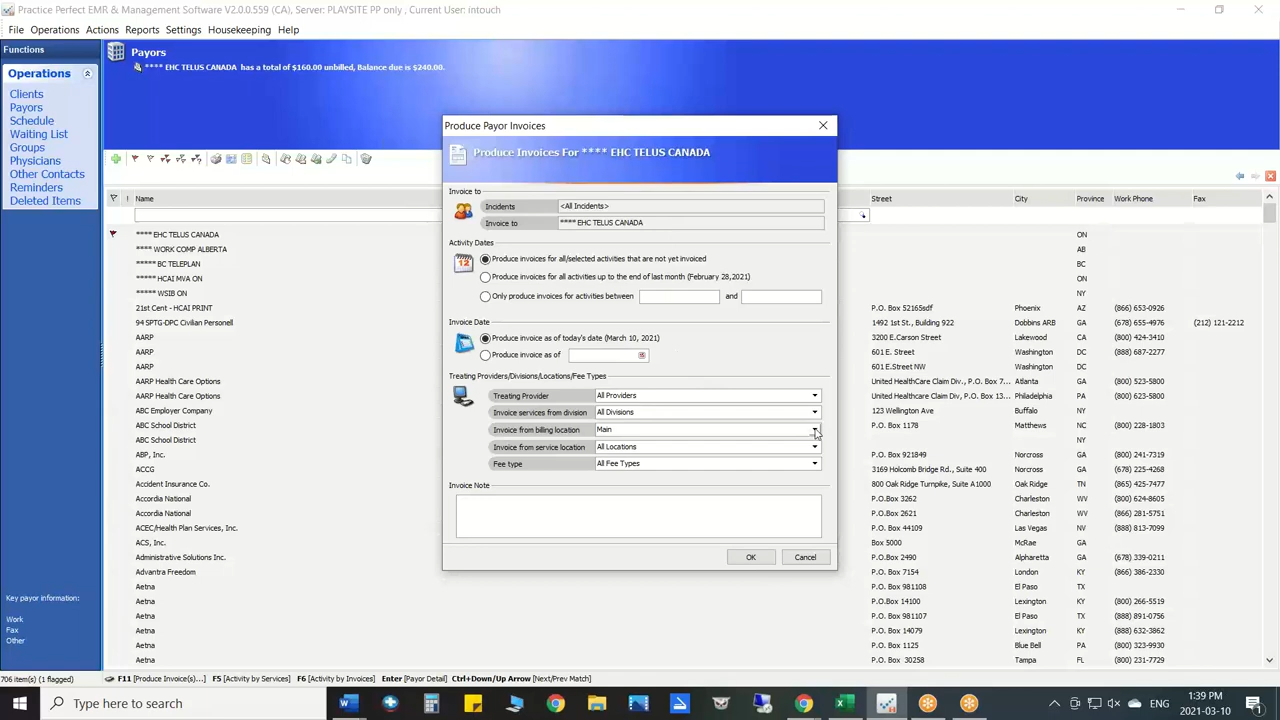 Practice Perfect EMR & Management Software V2.0.0.559 (CA), Server: PLAYSITE PP only , Current User: intouch
File Operations Actions Reports Settings Housekeeping Help
Functions
Operations
Clients
Payors
Schedule
Waiting List
Groups
Physicians
Other Contacts
Reminders
Deleted Items
Key payor information:
Work
Fax
Other
Payors
**** EHC TELUS CANADA has a total of $160.00 unbilled, Balance due is $240.00.
Name Street City Province Work Phone Fax
**** EHC TELUS CANADA ON
**** WORK COMP ALBERTA AB
***** BC TELEPLAN BC
***** HCAI MVA ON ON
***** WSIB ON NY
21st Cent - HCAI PRINT P.O. Box 52165sdf Phoenix AZ (866) 653-0926
94 SPTG-DPC Civilian Personell 1492 1st St., Building 922 Dobbins ARB GA (678) 655-4976 (212) 121-2212
AARP 3200 E.Carson Street Lakewood CA (800) 424-3410
AARP 601 E. Street Washington DC (888) 687-2277
AARP 601 E. Street NW Washington DC
AARP Health Care Options United HealthCare Claim Div., P.O. Box 7... Atlanta GA (800) 523-5800
AARP Health Care Options United HealthCare Claim Div, P.O. Box 13... Philadelphia PA (800) 523-5800
ABC Employer Company 123 Wellington Ave Buffalo NY
ABC School District P.O. Box 1178 Matthews NC (800) 228-1803
ABC School District NY
ABP, Inc. P.O. Box 921849 Norcross GA (800) 241-7319
ACCG 3169 Holcomb Bridge Rd., Suite 400 Norcross GA (770) 225-4658
Accident Insurance Co. 800 Oak Ridge Turnpike, Suite A1000 Oak Ridge TN (865) 425-7477
Accordia National P.O.Box 3262 Charleston WV (800) 624-8605
Accordia National P.O.Box 2621 Charleston WV (866) 281-5751
ACEC/Health Plan Services, Inc. P.O. Box 44109 Las Vegas NV (888) 813-7099
ACS, Inc. Box 5000 McRae GA
Administrative Solutions Inc. P.O.Box 2490 Alpharetta GA (678) 339-0211
Advantra Freedom P.O. Box 7154 London KY (866) 386-2330
Aetna P.O. Box 981108 El Paso TX
Aetna P.O.Box 14100 Lexington KY (800) 266-5519
Aetna P.O. Box 981107 El Paso TX (888) 891-0756
Aetna P.O. Box 14079 Lexington KY (888) 632-3862
Aetna P.O. Box 1125 Blue Bell PA (800) 323-9930
Aetna P.O. Box 30258 Tampa FL (800) 231-7729
Produce Payor Invoices
Produce Invoices For **** EHC TELUS CANADA
Invoice to
Incidents <All Incidents>
Invoice to **** EHC TELUS CANADA
Activity Dates
12
Produce invoices for all/selected activities that are not yet invoiced
Produce invoices for all activities up to the end of last month (February 28,2021)
Only produce invoices for activities between and
Invoice Date
Produce invoice as of today's date (March 10, 2021)
Produce invoice as of
Treating Providers/Divisions/Locations/Fee Types
Treating Provider All Providers
Invoice services from division All Divisions
Invoice from billing location Main
Invoice from service location All Locations
Fee type All Fee Types
Invoice Note
OK Cancel
706 item(s) (1 flagged) F11 [Produce Invoice(s)...] F5 [Activity by Services] F6 [Activity by Invoices] Enter [Payor Detail] Ctrl+Up Arrow [Next/Prev Match]
Type here to search
1:39 PM
2021-03-10